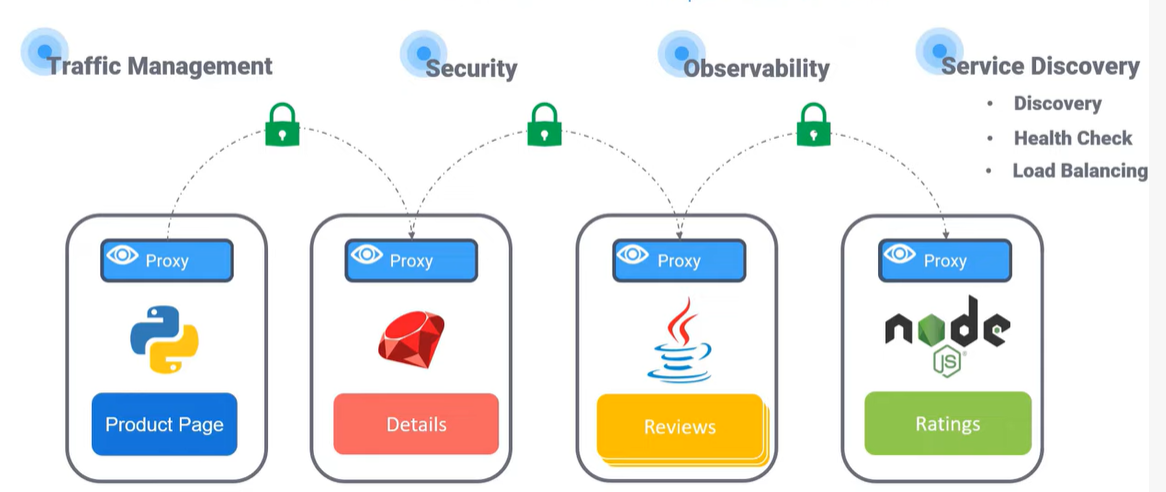 Traffic Management
Security
Observability
Service Discovery
• Discovery
• Health Check
• Load Balancing
Proxy
Proxy
Proxy
Proxy
node
JS
Product Page
Details
Reviews
Ratings